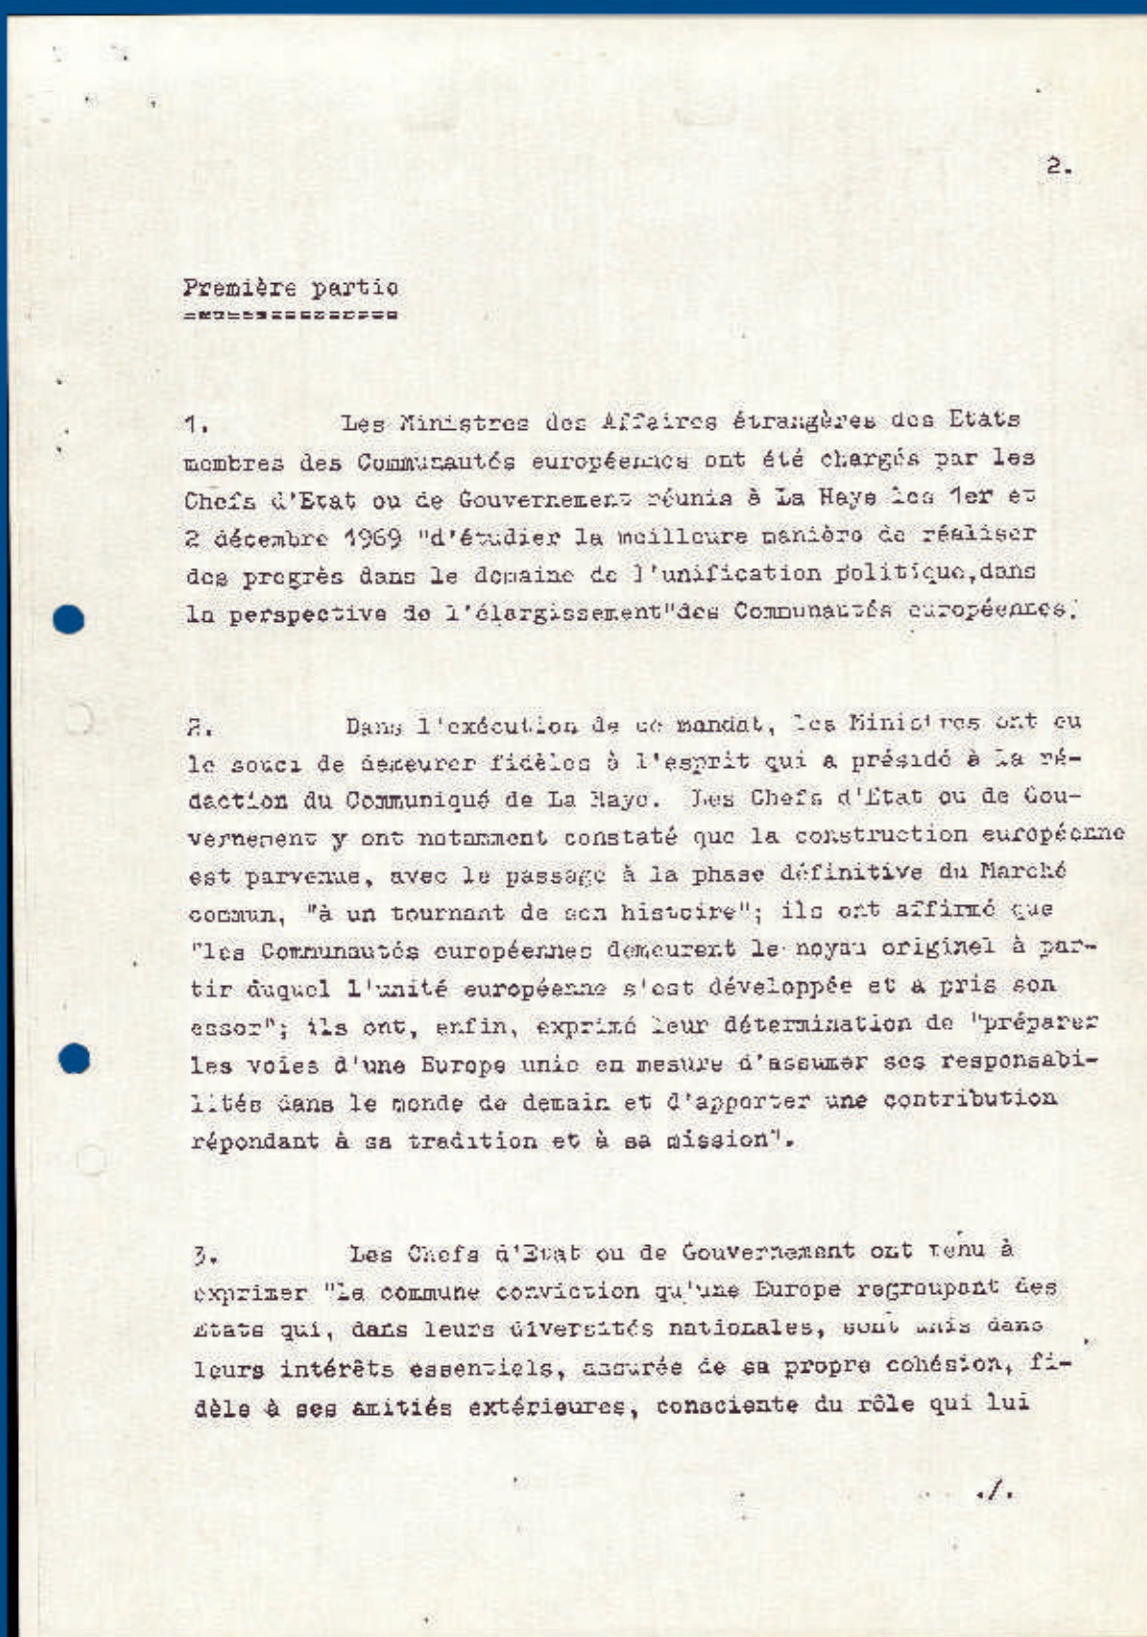 2.
Première partie
1. Les Ministres des Affaires étrangères des Etats
membres des Communautés européennes ont été chargés par les
Chefs d'Etat ou de Gouvernement réunis à La Haye les 1er et
2 décembre 1969 "d'étudier la meilleure manière de réaliser
des progrès dans le domaine de l'unification politique,dans
la perspective de l'élargissement"des Communautés européennes.
2. Dans l'exécution de ce mandat, les Ministres ont eu
le souci de demeurer fidèles à l'esprit qui a présidé à la ré-
daction du Communiqué de La Haye. Les Chefs d'Etat ou de Gou-
vernement y ont notamment constaté que la construction européenne
est parvenue, avec le passage à la phase définitive du Marché
commun, "à un tournant de son histoire"; ils ont affirmé que
"les Communautés européennes demeurent le noyau originel à par-
tir duquel l'unité européenne s'est développée et a pris son
essor"; ils ont, enfin, exprimé leur détermination de "préparer
les voies d'une Europe unie en mesure d'assumer ses responsabi-
lités dans le monde de demain et d'apporter une contribution
répondant à sa tradition et à sa mission".
3. Les Chefs d'Etat ou de Gouvernement ont tenu à
exprimer "la commune conviction qu'une Europe regroupant des
Etats qui, dans leurs diversités nationales, sont unis dans
leurs intérêts essentiels, assurée de sa propre cohésion, fi-
dèle à ses amitiés extérieures, consciente du rôle qui lui
./.